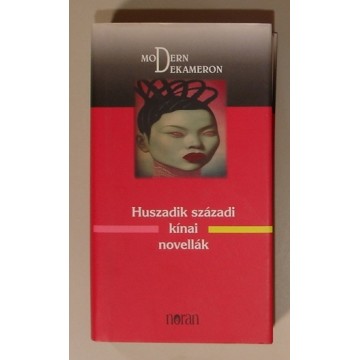 MODERN
DEKAMERON
Huszadik századi
kínai
novellák
noran